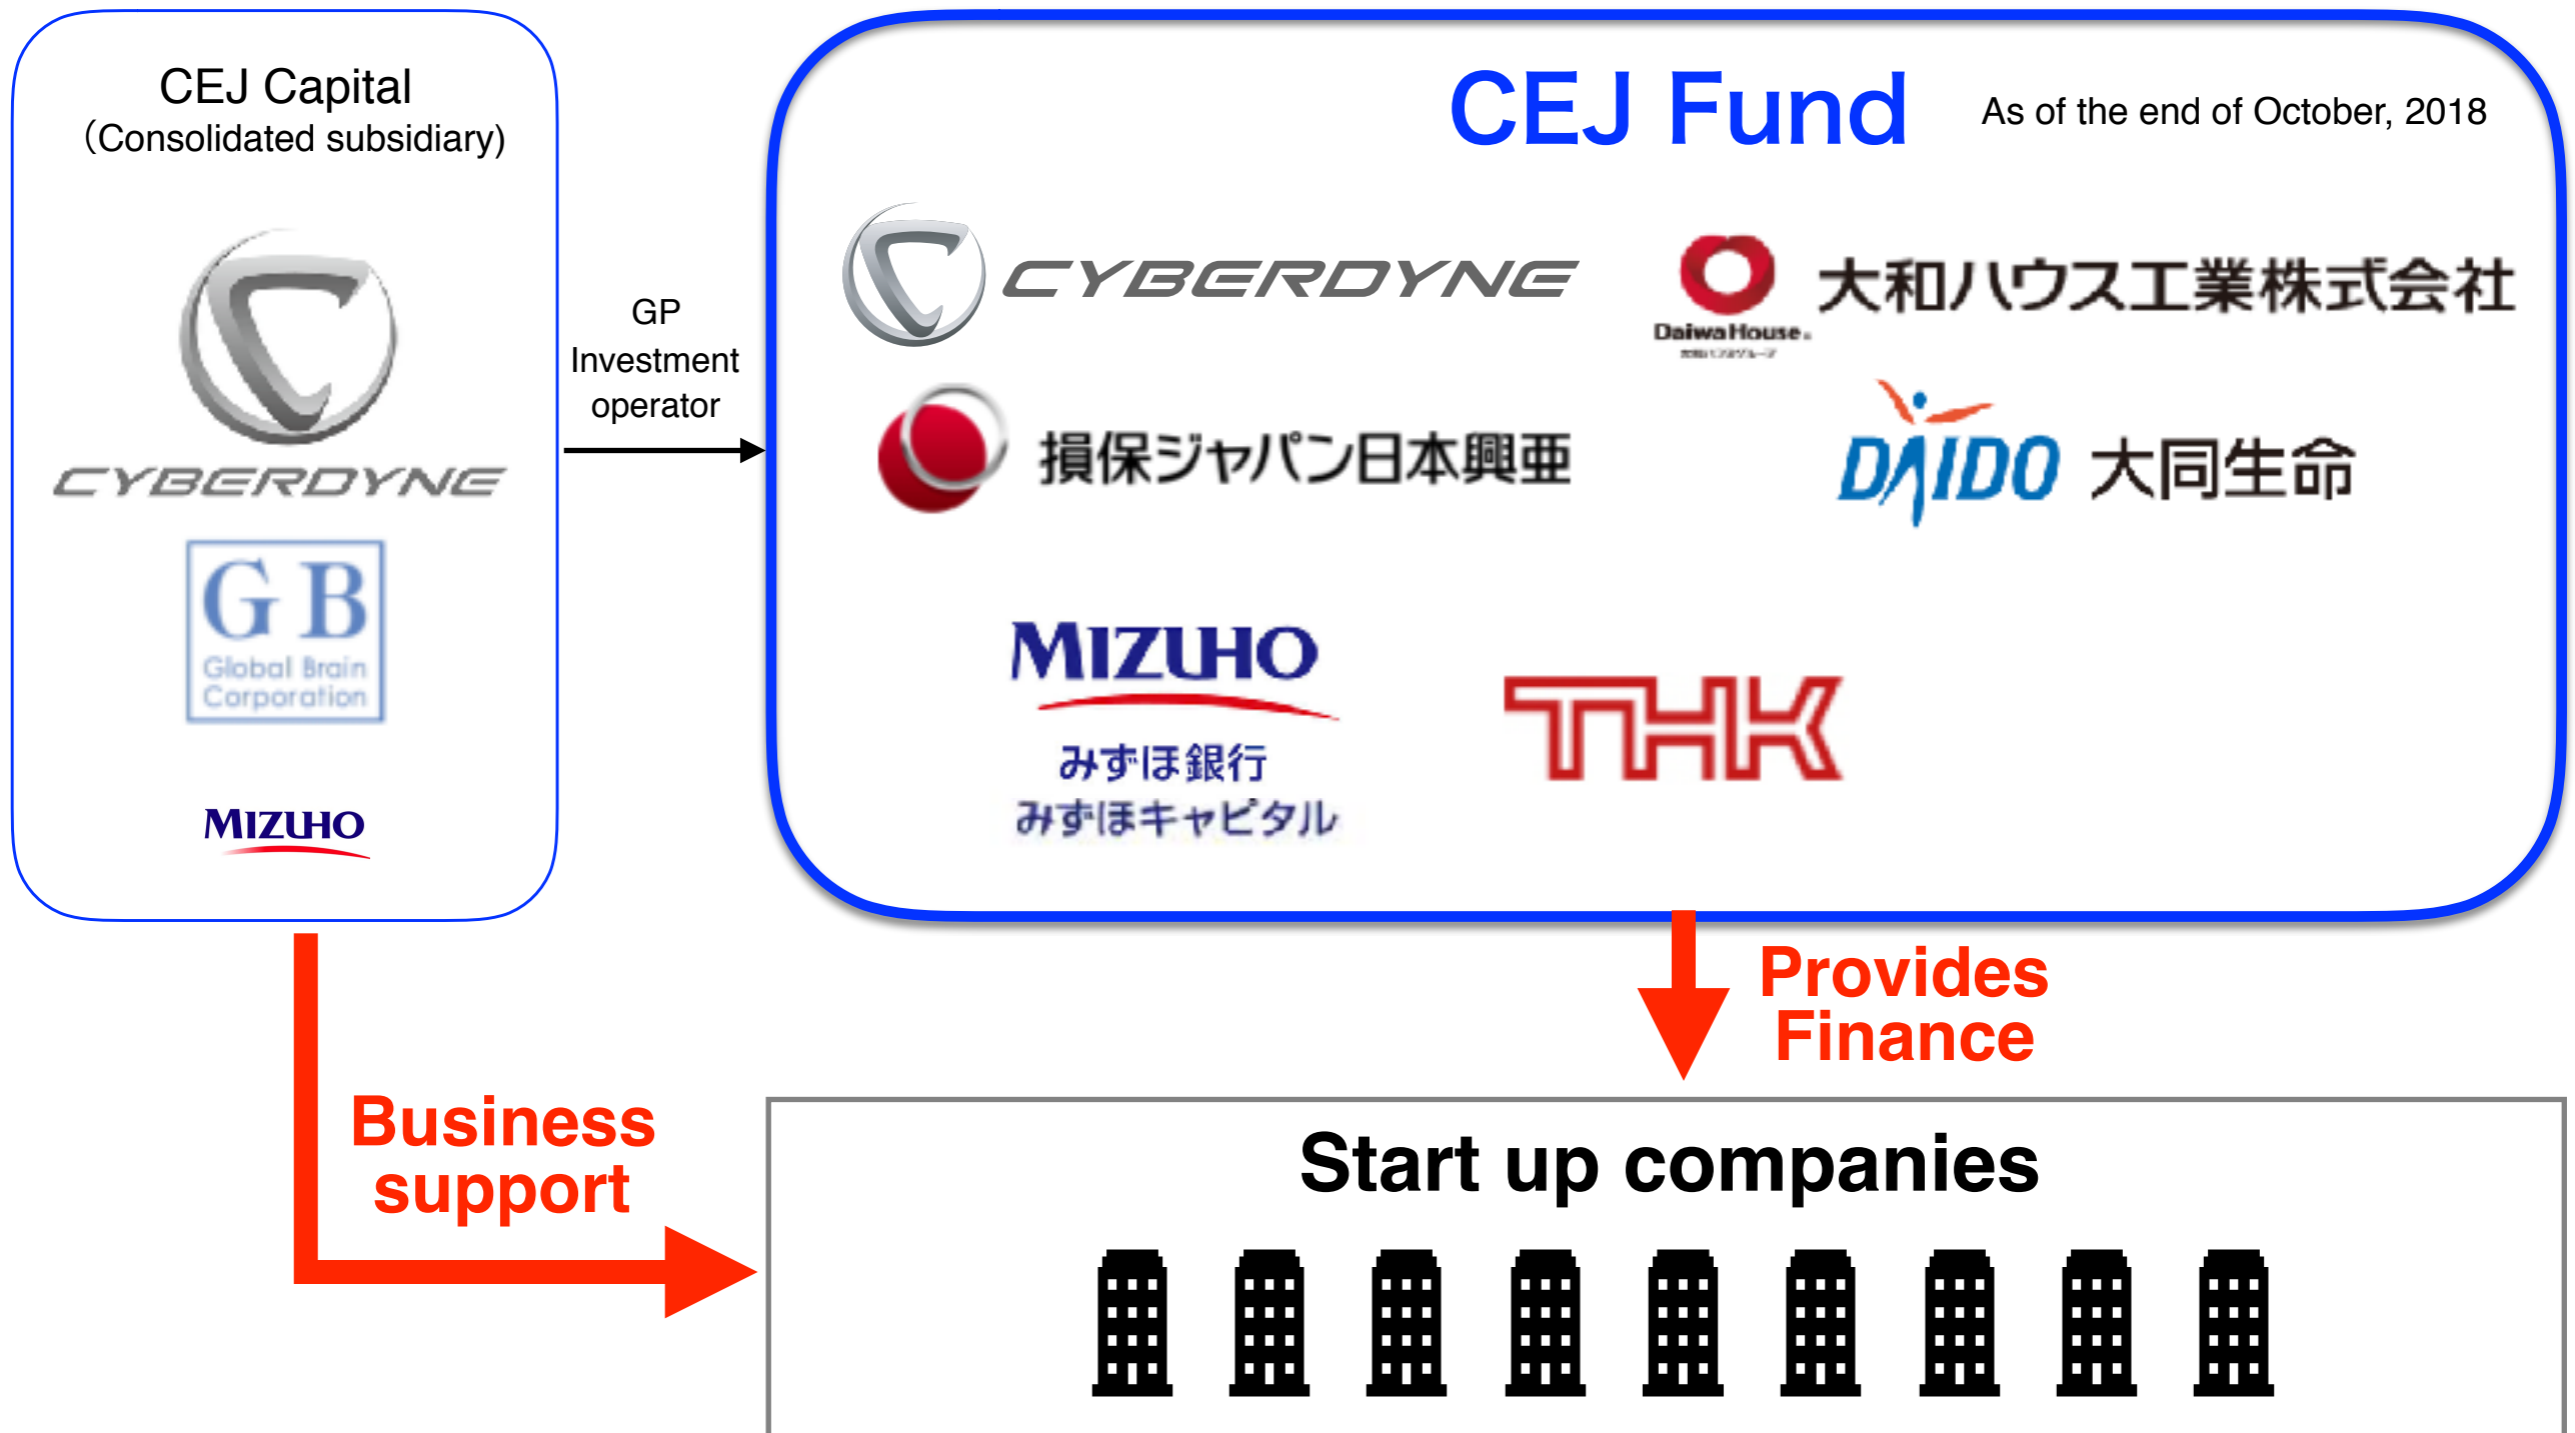 CEJ Capital
（Consolidated subsidiary)
CYBERDYNE
G B
Global Brain
Corporation
MIZUHO
GP
Investment
operator
CEJ Fund
As of the end of October, 2018
CYBERDYNE
DaiwaHouse®
大和ハウス工業株式会社
損保ジャパン日本興亜
DAIDO 大同生命
MIZUHO
みずほ銀行
みずほキャピタル
THK
Provides
Finance
Business
support
Start up companies